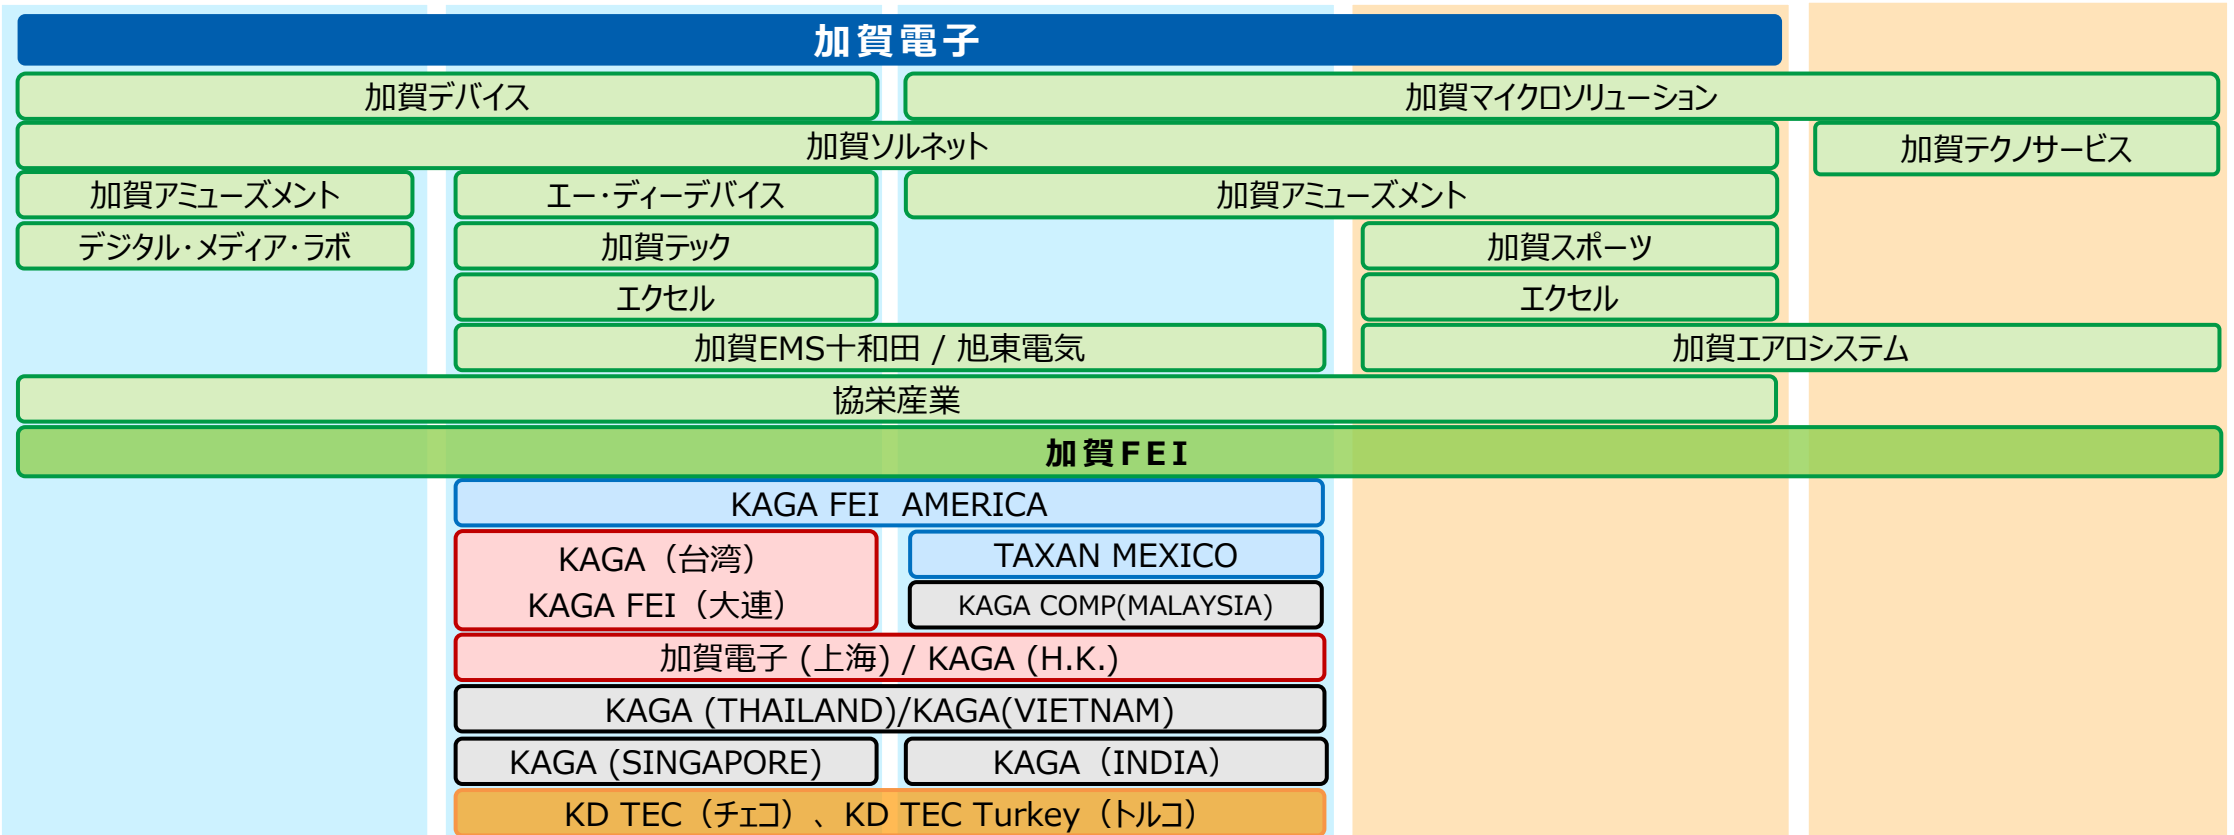 加賀電子
加賀デバイス
加賀マイクロソリューション
加賀ソルネット
加賀テクノサービス
加賀アミューズメント
エー・ディーデバイス
加賀アミューズメント
デジタル・メディア・ラボ
加賀テック
加賀スポーツ
エクセル
エクセル
加賀EMS十和田 / 旭東電気
加賀エアロシステム
協栄産業
加賀FEI
KAGA FEI AMERICA
KAGA（台湾）
KAGA FEI（大連）
TAXAN MEXICO
KAGA COMP(MALAYSIA)
加賀電子 (上海) / KAGA (H.K.)
KAGA (THAILAND)/KAGA(VIETNAM)
KAGA (SINGAPORE)
KAGA（INDIA）
KD TEC（チェコ）、KD TEC Turkey（トルコ）